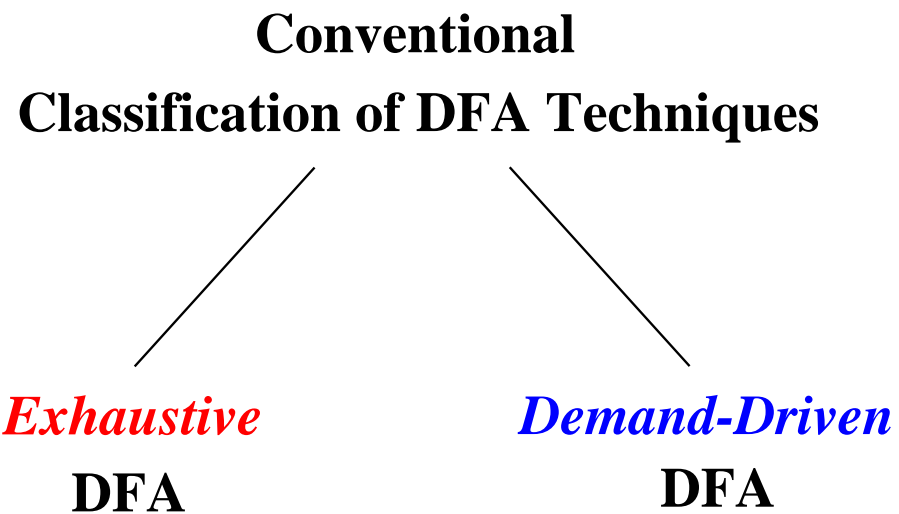 Conventional
Classification of DFA Techniques
Exhaustive
DFA
Demand-Driven
DFA